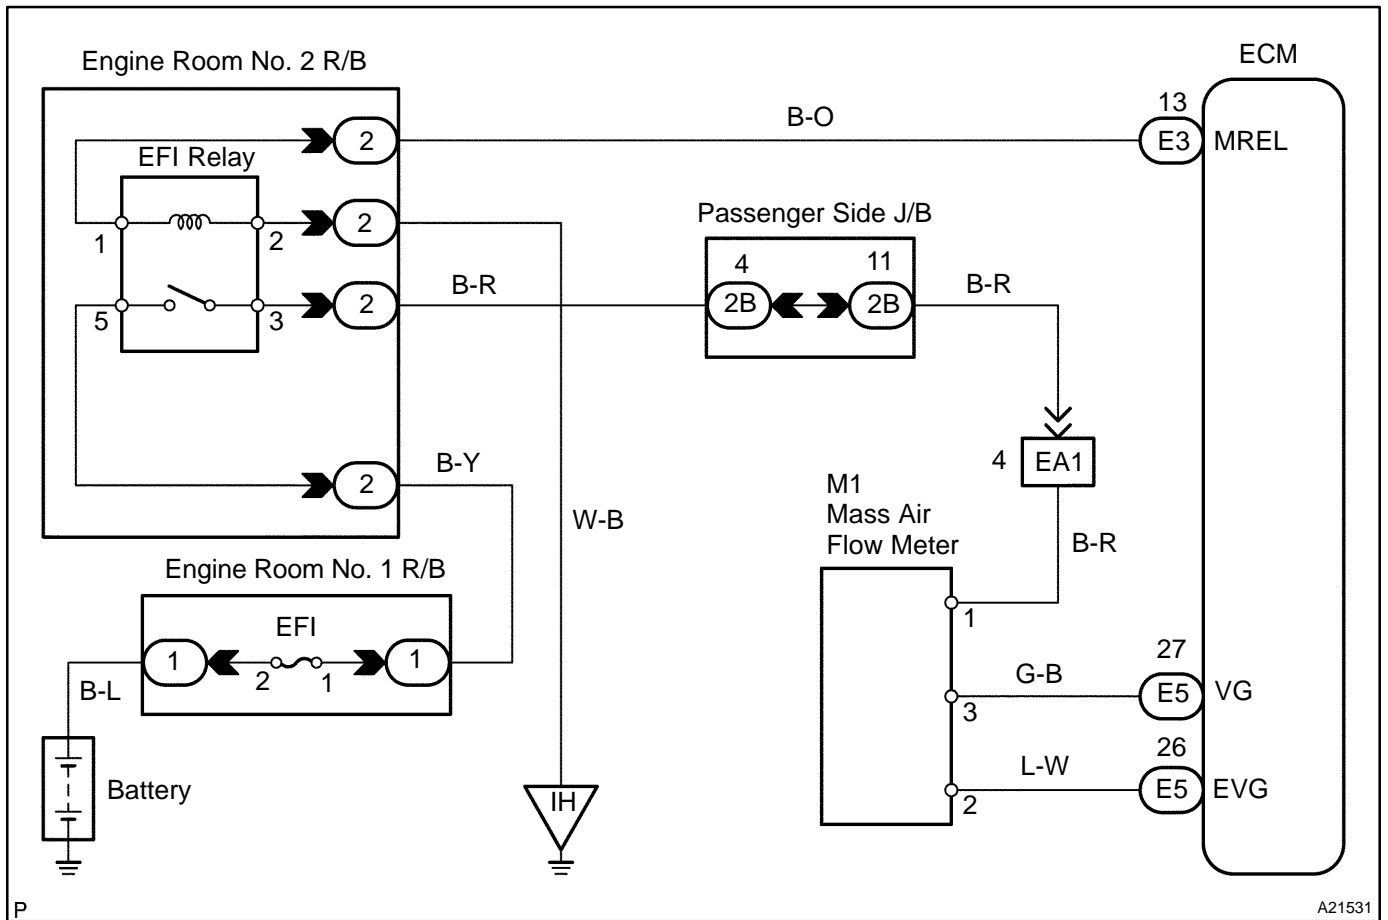 Engine Room No. 2 R/B
ECM
13
B-O
2
E3
MREL
EFI Relay
Passenger Side J/B
2
1
2
4
11
B-R
B-R
2
2B
2B
5
3
B-Y
2
4
EA1
M1
Mass Air
Flow Meter
W-B
B-R
Engine Room No. 1 R/B
EFI
1
1
1
2
1
27
G-B
E5
VG
B-L
3
26
L-W
Battery
IH
E5
EVG
2
P
A21531